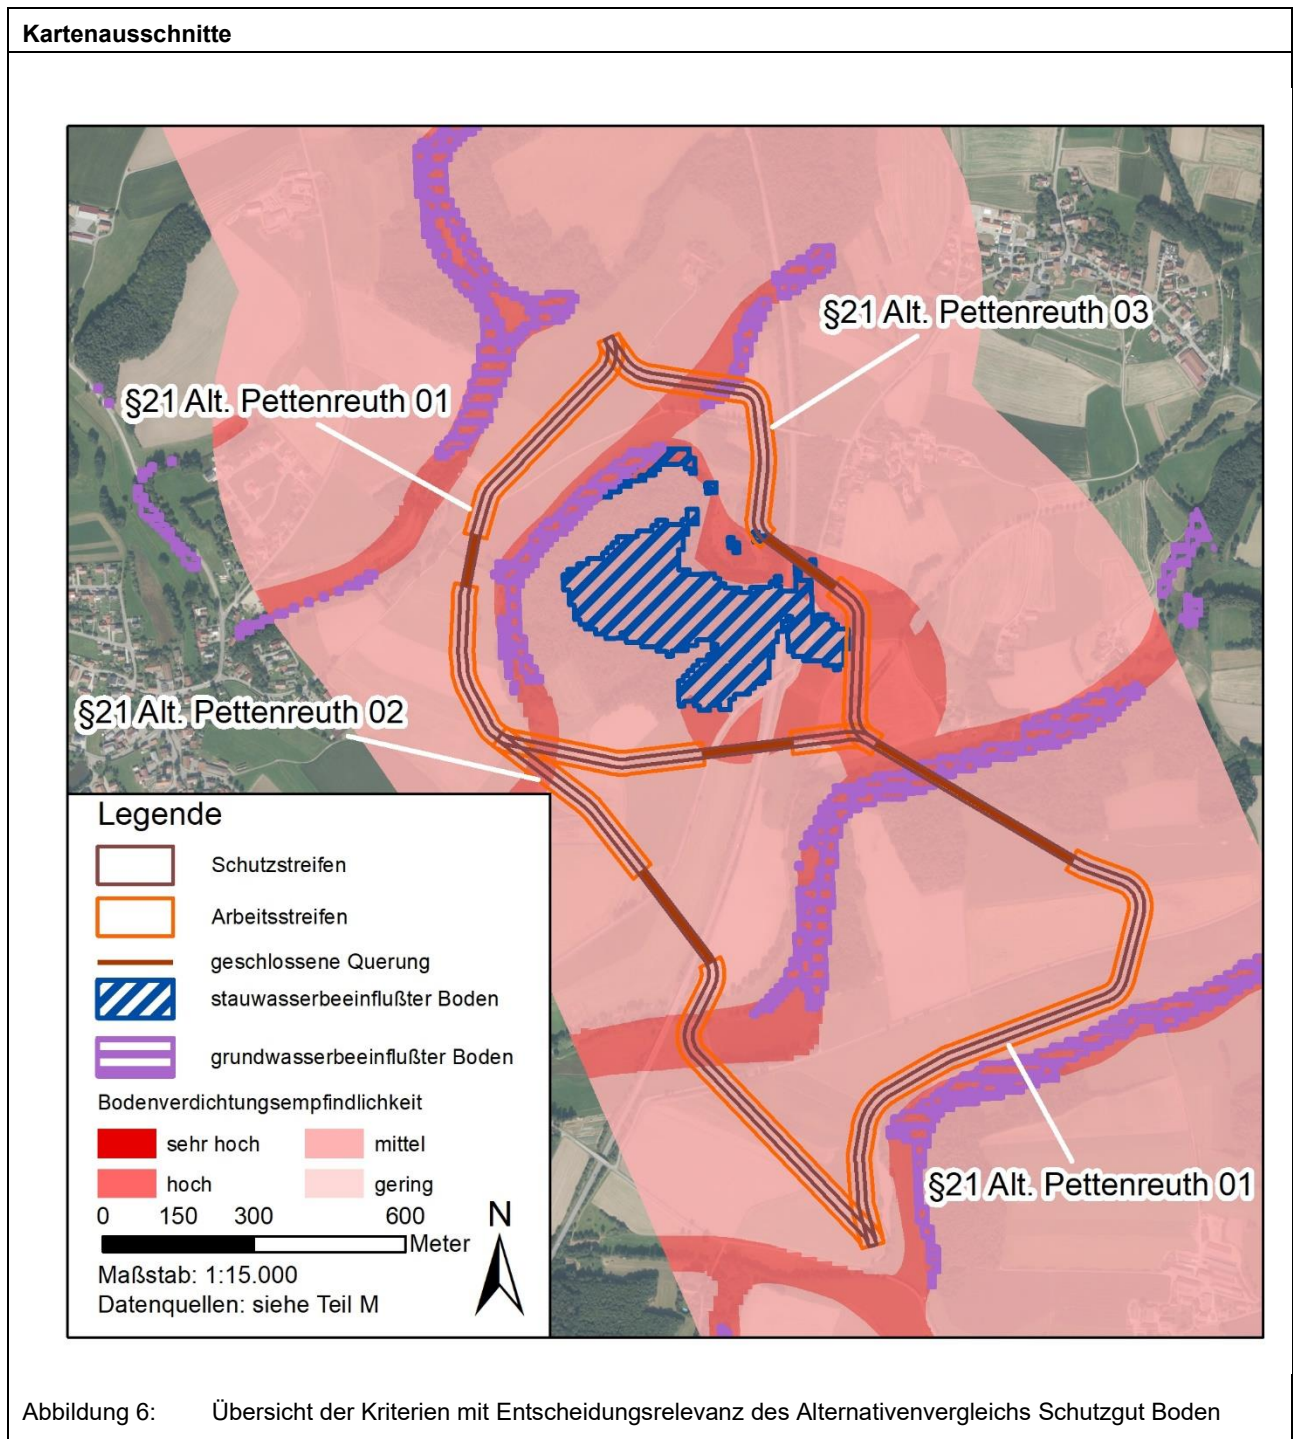 Kartenausschnitte
§21 Alt. Pettenreuth 03
§21 Alt. Pettenreuth 01
§21 Alt. Pettenreuth 02
Legende
Schutzstreifen
Arbeitsstreifen
geschlossene Querung
stauwasserbeeinflußter Boden
grundwasserbeeinflußter Boden
Bodenverdichtungsempfindlichkeit
sehr hoch
mittel
hoch
gering
0 150 300 600
Meter
N
Maßstab: 1:15.000
Datenquellen: siehe Teil M
§21 Alt. Pettenreuth 01
Abbildung 6: Übersicht der Kriterien mit Entscheidungsrelevanz des Alternativenvergleichs Schutzgut Boden